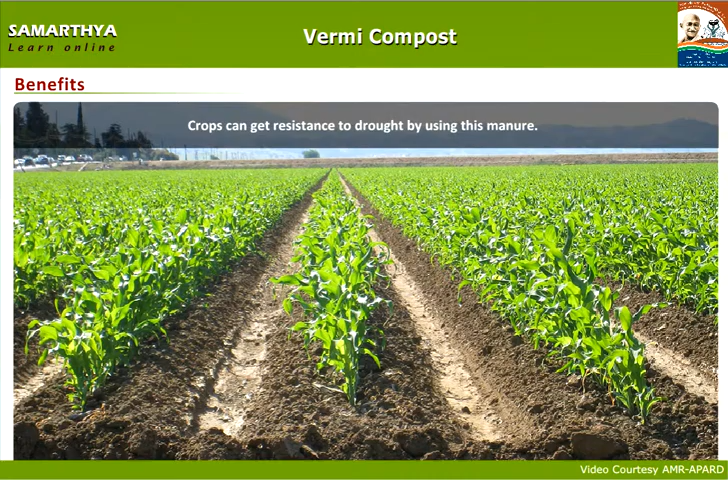 SAMARTHYA
Learn online
Vermi Compost
Benefits
Crops can get resistance to drought by using this manure.
Video Courtesy AMR-APARD